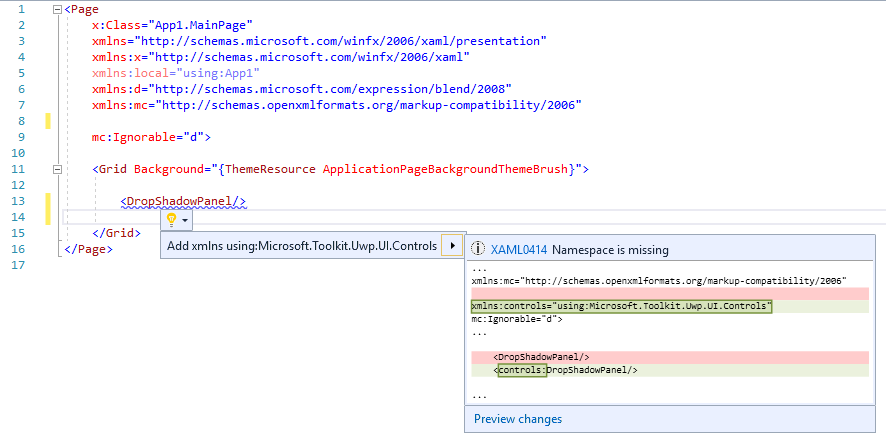 1 <Page
2 x:Class="App1.MainPage"
3 xmlns="http://schemas.microsoft.com/winfx/2006/xaml/presentation"
4 xmlns:x="http://schemas.microsoft.com/winfx/2006/xaml"
5 xmlns:local="using:App1"
6 xmlns:d="http://schemas.microsoft.com/expression/blend/2008"
7 xmlns:mc="http://schemas.openxmlformats.org/markup-compatibility/2006"
8
9 mc:Ignorable="d">
10
11 <Grid Background="{ThemeResource ApplicationPageBackgroundThemeBrush}">
12
13 <DropShadowPanel/>
14
15 </Grid>
16 </Page>
17
Add xmlns using:Microsoft.Toolkit.Uwp.UI.Controls
XAML0414 Namespace is missing
...
xmlns:mc="http://schemas.openxmlformats.org/markup-compatibility/2006"
xmlns:controls="using:Microsoft.Toolkit.Uwp.UI.Controls"
mc:Ignorable="d">
...
<DropShadowPanel/>
<controls:DropShadowPanel/>
...
Preview changes